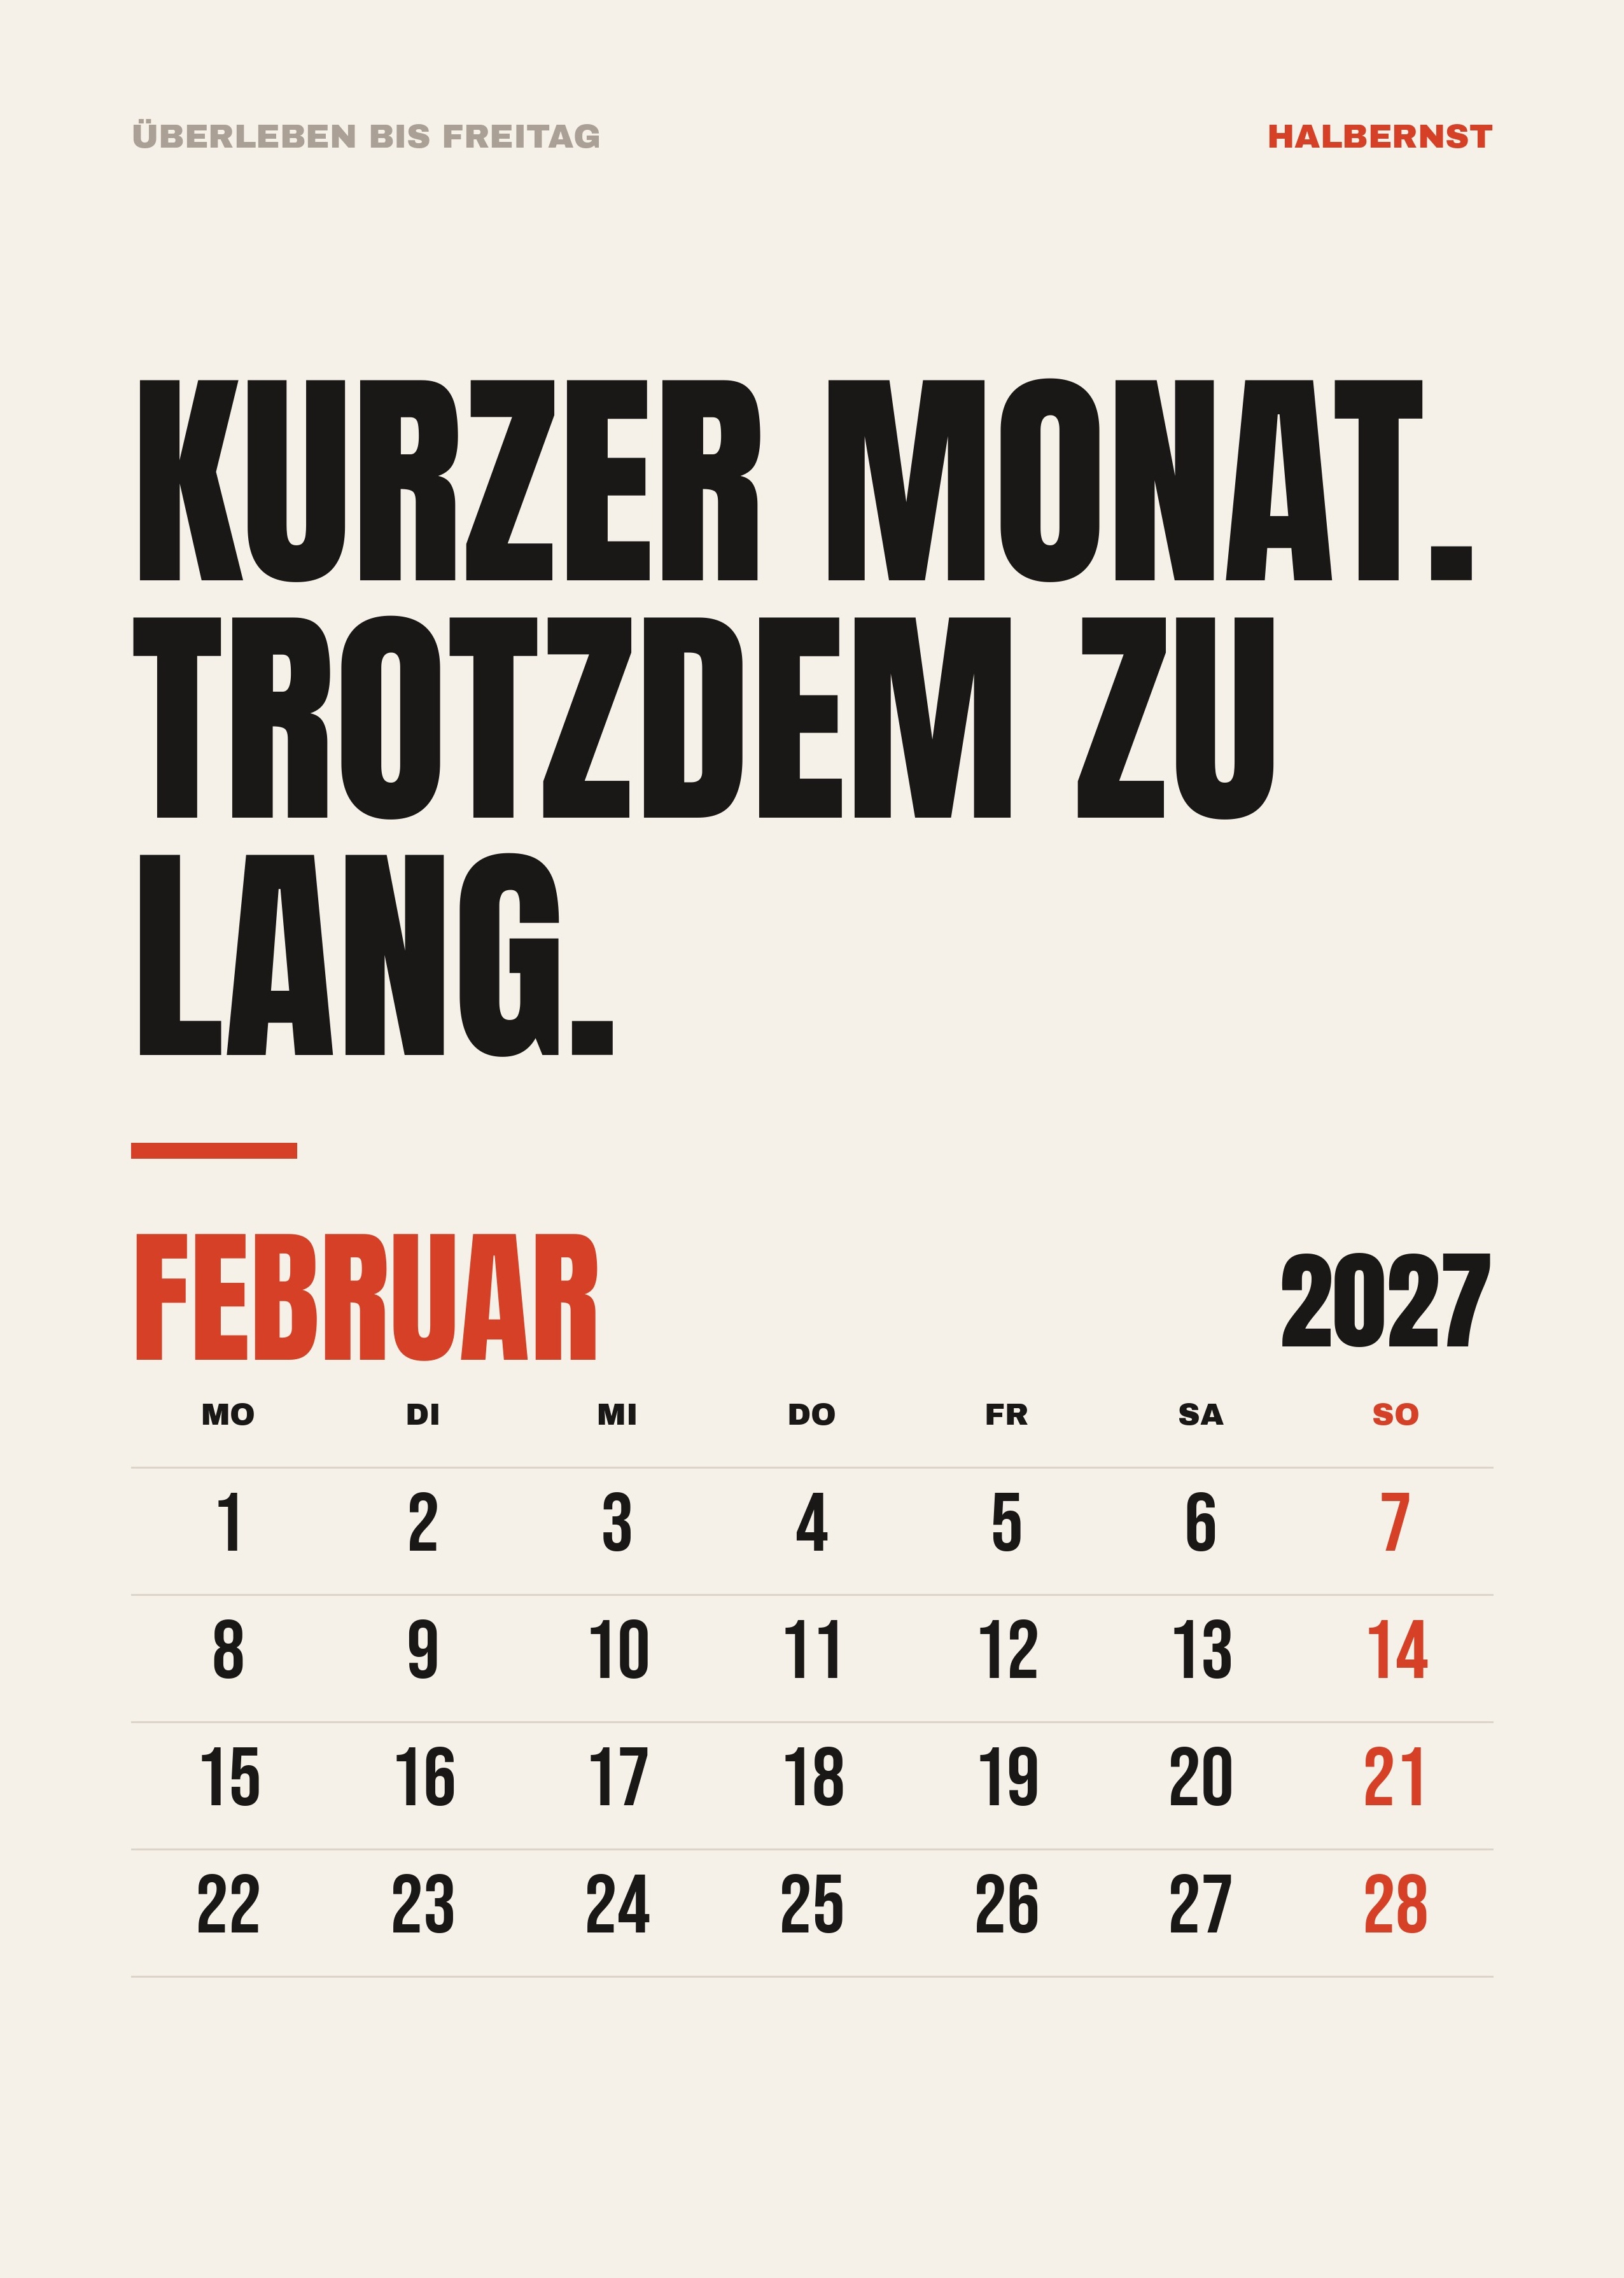 ÜBERLEBEN BIS FREITAG HALBERNST
KURZER MONAT.
TROTZDEM ZU
LANG.
FEBRUAR 2027
MO DI MI DO FR SA SO
1 2 3 4 5 6 7
8 9 10 11 12 13 14
15 16 17 18 19 20 21
22 23 24 25 26 27 28